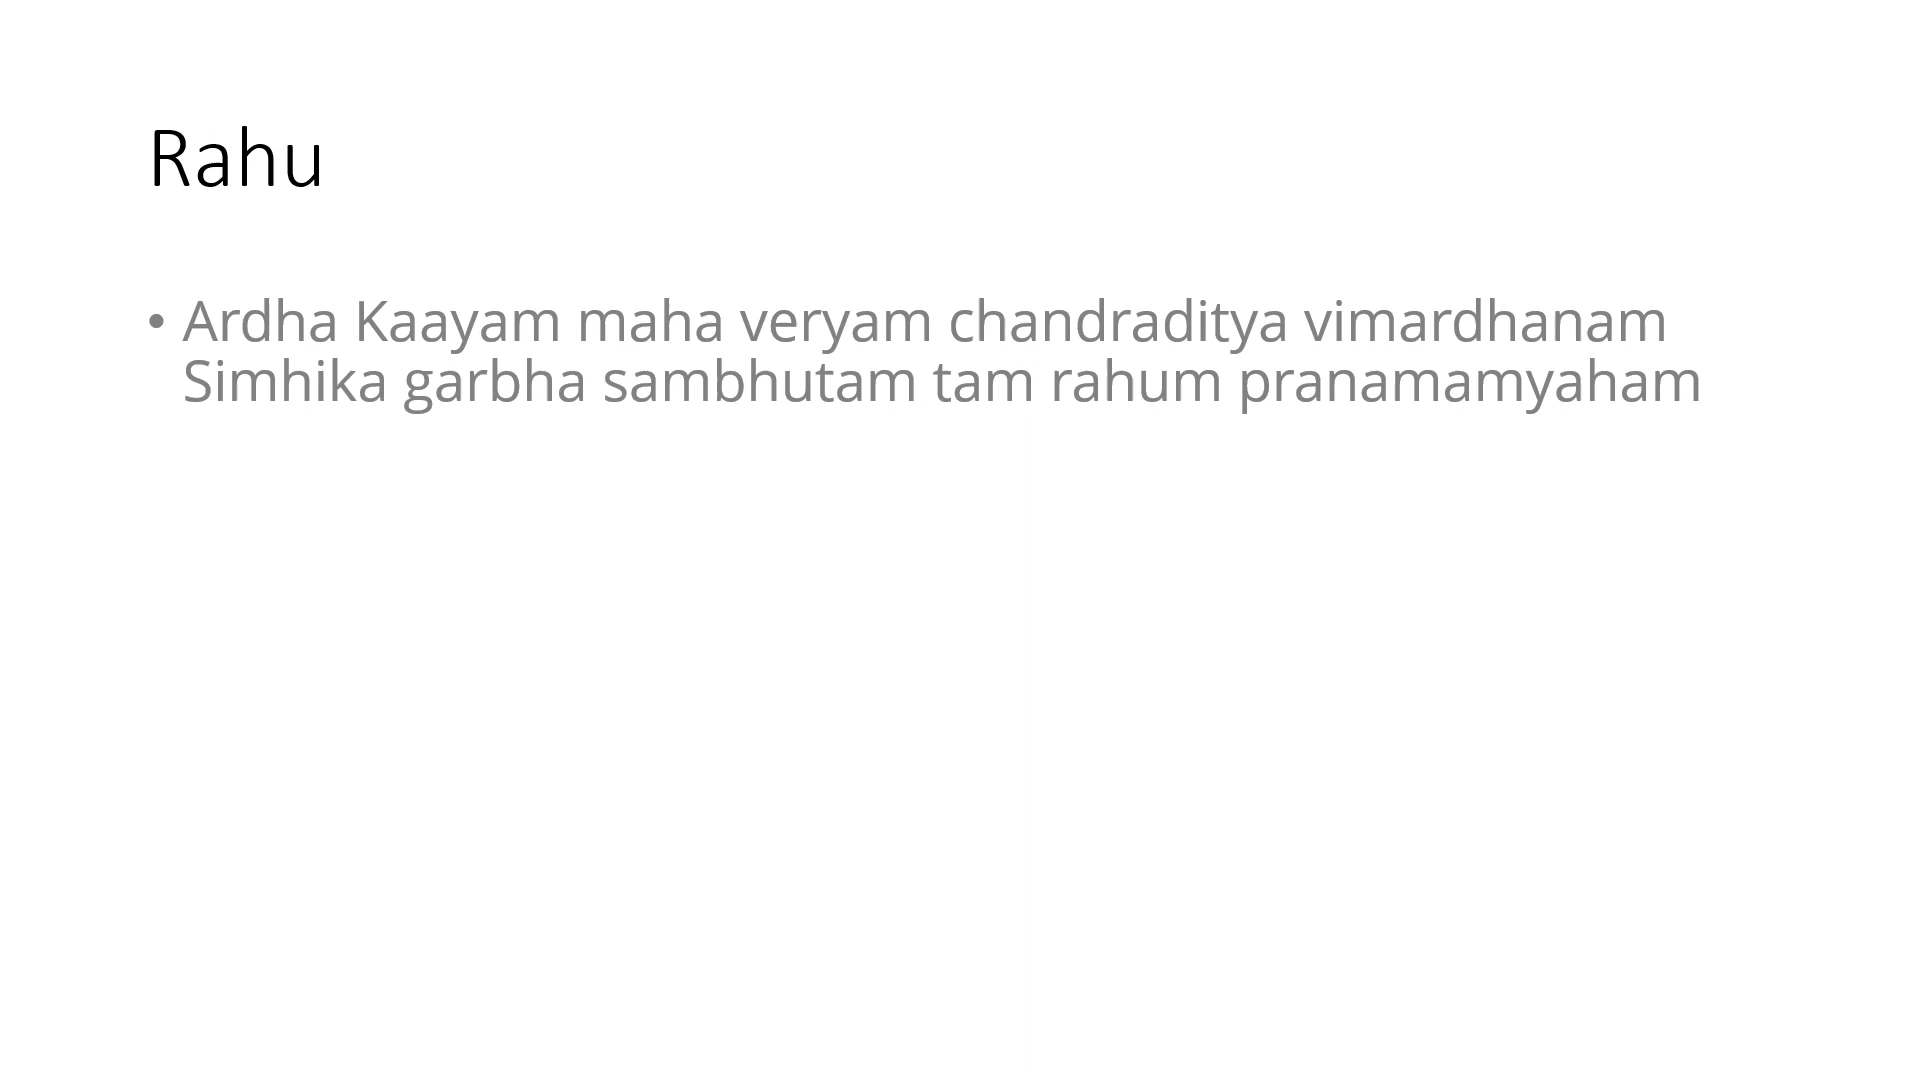 Rahu
• Ardha Kaayam maha veryam chandraditya vimardhanam
Simhika garbha sambhutam tam rahum pranamamyaham